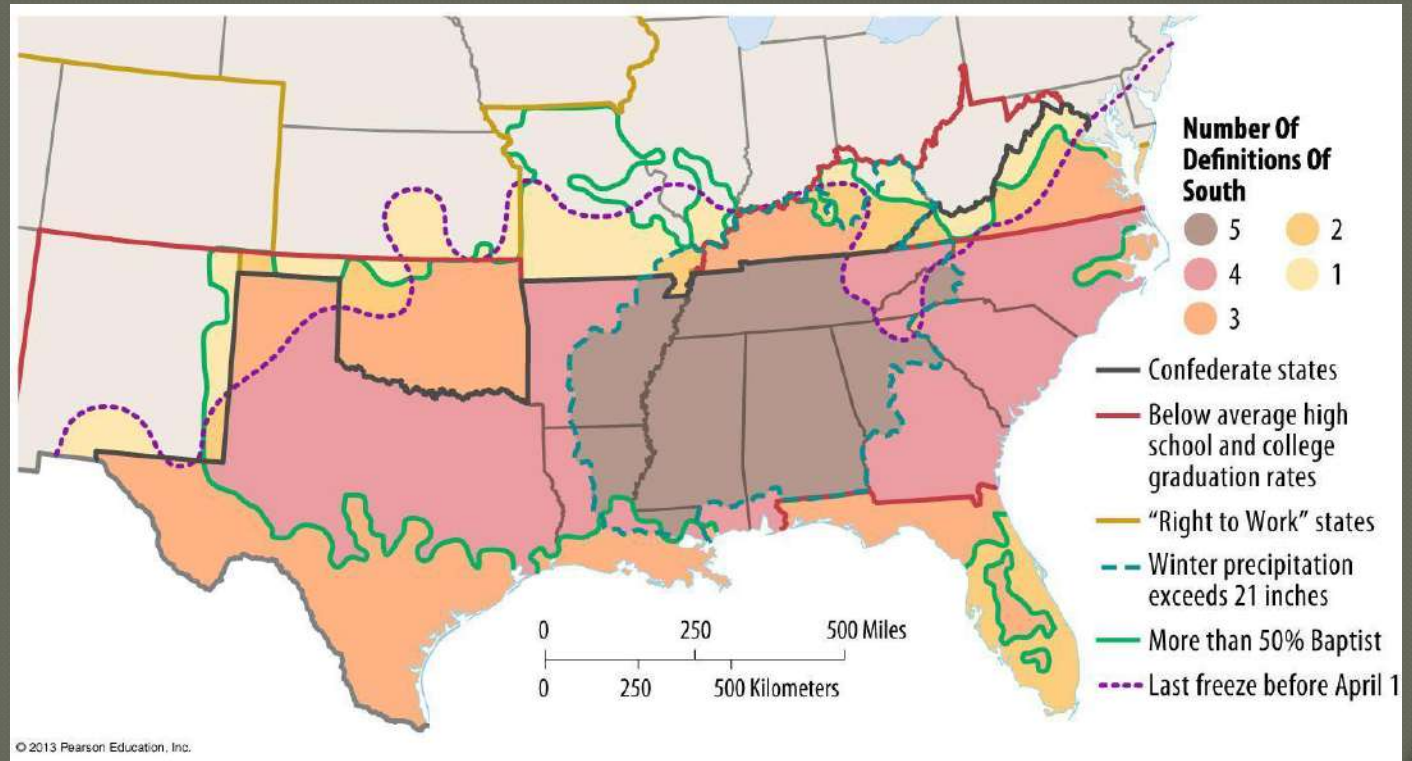 Number Of
Definitions Of
South
5
2
4
1
3
Confederate states
Below average high
school and college
graduation rates
“Right to Work” states
Winter precipitation
exceeds 21 inches
More than 50% Baptist
Last freeze before April 1
0 250 500 Miles
0 250 500 Kilometers
© 2013 Pearson Education, Inc.